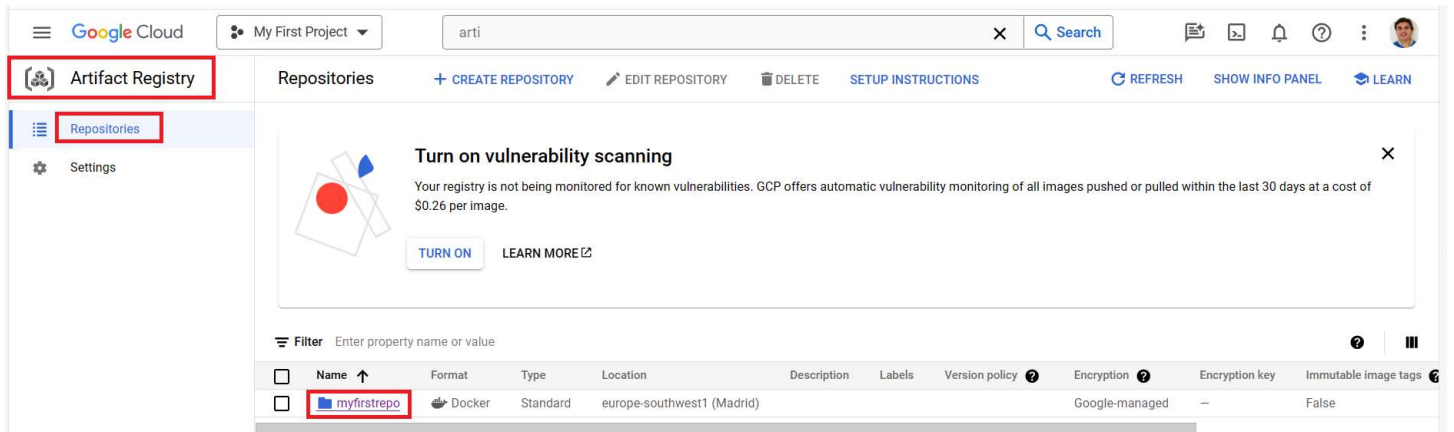 Google Cloud My First Project arti Search
Artifact Registry Repositories CREATE REPOSITORY EDIT REPOSITORY DELETE SETUP INSTRUCTIONS REFRESH SHOW INFO PANEL LEARN
Repositories
Settings
Turn on vulnerability scanning
Your registry is not being monitored for known vulnerabilities. GCP offers automatic vulnerability monitoring of all images pushed or pulled within the last 30 days at a cost of
$0.26 per image.
TURN ON LEARN MORE
Filter Enter property name or value
Name Format Type Location Description Labels Version policy Encryption Encryption key Immutable image tags
myfirstrepo Docker Standard europe-southwest1 (Madrid) Google-managed — False